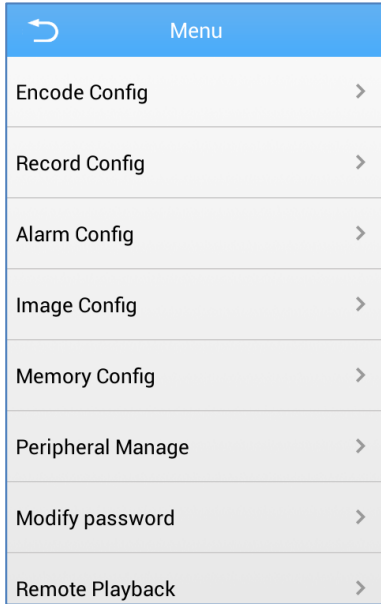 Menu
Encode Config
Record Config
Alarm Config
Image Config
Memory Config
Peripheral Manage
Modify password
Remote Playback